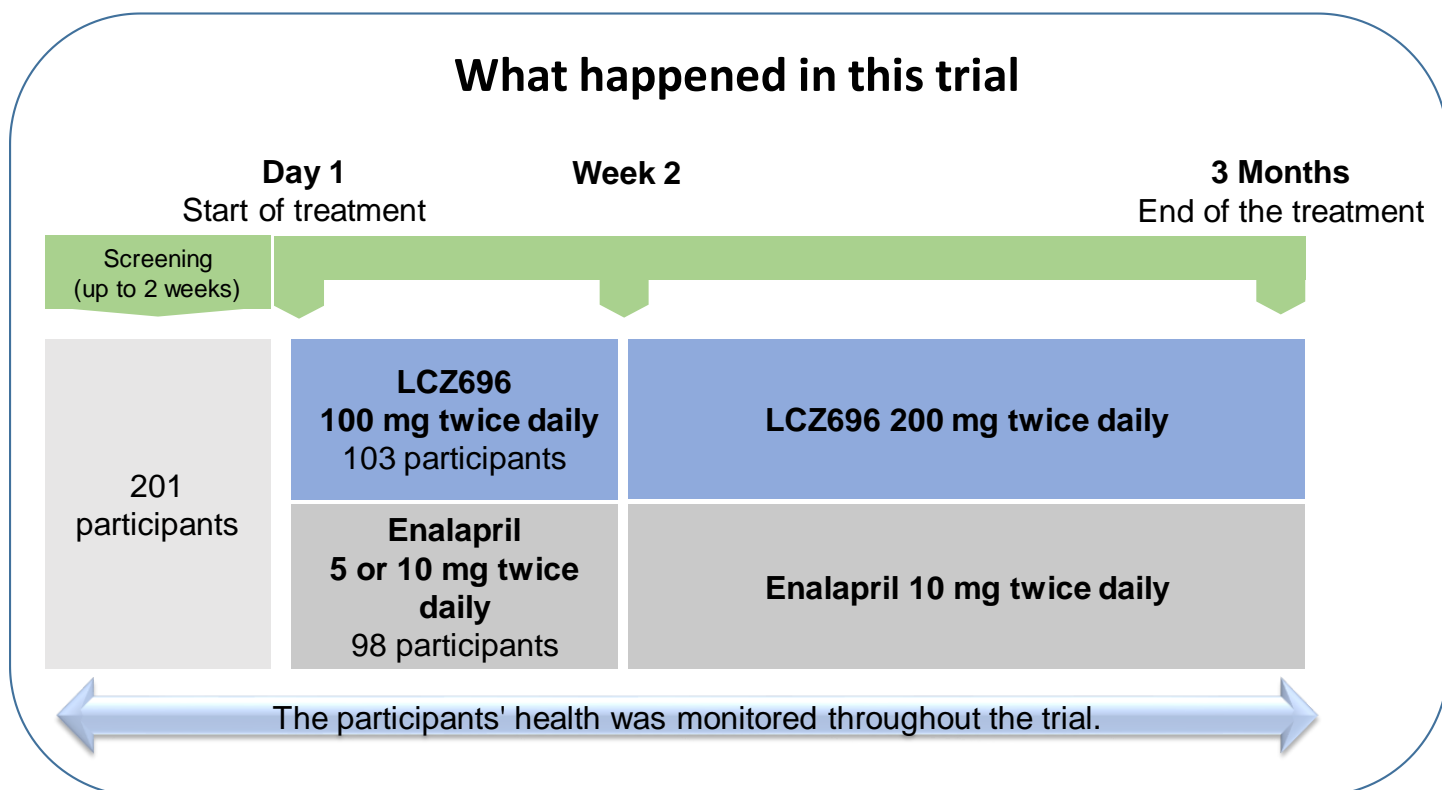 What happened in this trial
Day 1
Start of treatment
Week 2
3 Months
End of the treatment
Screening
(up to 2 weeks)
201
participants
LCZ696
100 mg twice daily
103 participants
LCZ696 200 mg twice daily
Enalapril
5 or 10 mg twice
daily
98 participants
Enalapril 10 mg twice daily
The participants' health was monitored throughout the trial.